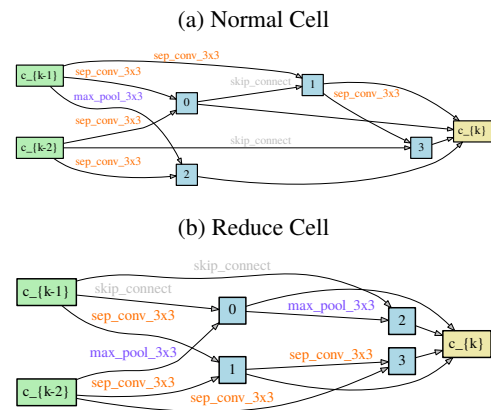 (a) Normal Cell
sep_conv_3x3
c_{k-1}
sep_conv_3x3
skip_connect
1
sep_conv_3x3
max_pool_3x3
0
sep_conv_3x3
c_{k}
c_{k-2}
skip_connect
3
sep_conv_3x3
2
(b) Reduce Cell
skip_connect
c_{k-1}
skip_connect
0
max_pool_3x3
2
sep_conv_3x3
c_{k}
max_pool_3x3
sep_conv_3x3
3
1
c_{k-2}
sep_conv_3x3
sep_conv_3x3